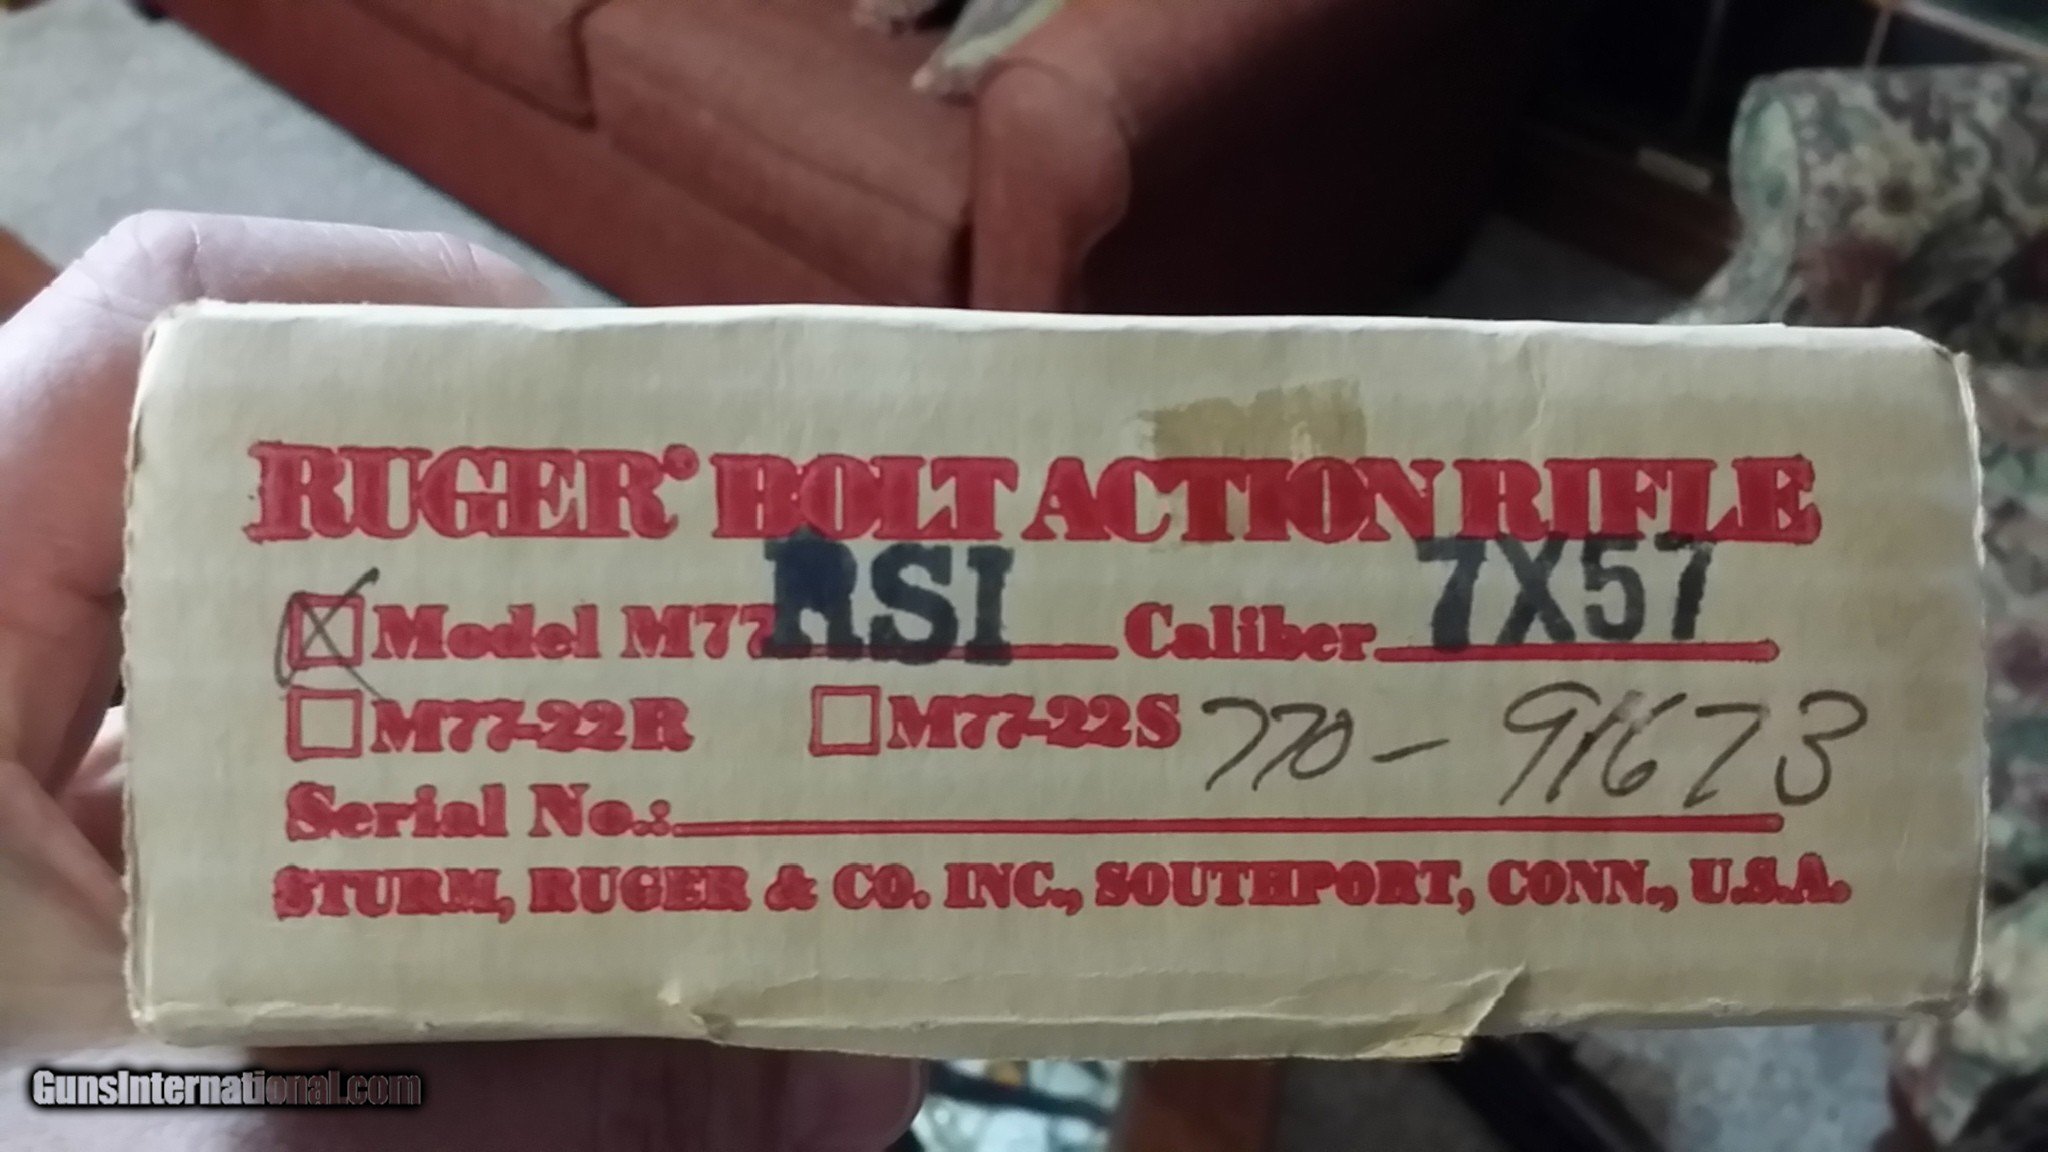 RUGER® BOLT ACTION RIFLE
Model M77 RSI Caliber 7X57
M77-22R M77-22S 770-91673
Serial No.:
STURM, RUGER & CO. INC., SOUTHPORT, CONN., U.S.A.
GunsInternational.com